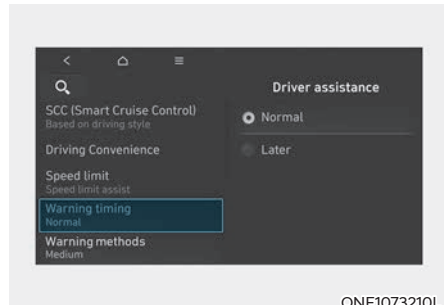 SCC (Smart Cruise Control)
Based on driving style
Driving Convenience
Speed limit
Speed limit assist
Warning timing
Normal
Warning methods
Medium
Driver assistance
Normal
Later